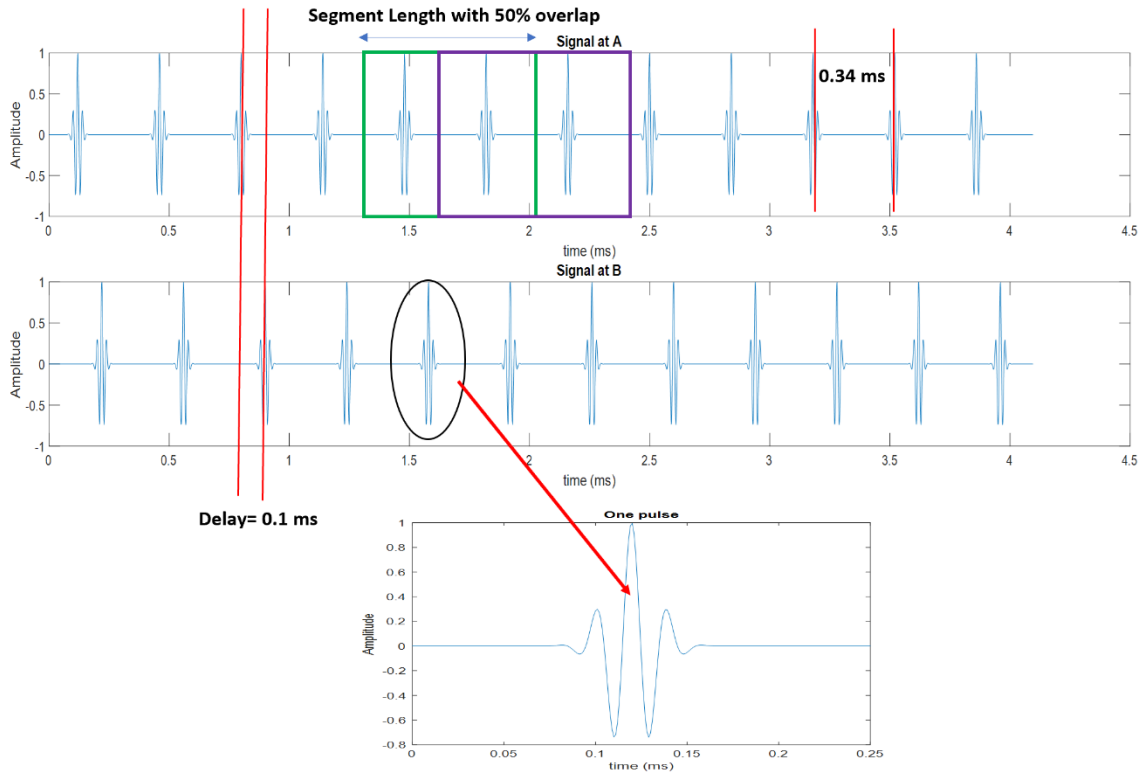 Segment Length with 50% overlap
Signal at A
1
0.5
0
-0.5
-1
Amplitude
0.34 ms
0 0.5 1 1.5 2 2.5 3 3.5 4 4.5
time (ms)
Signal at B
1
0.5
0
-0.5
-1
Amplitude
0 0.5 1 1.5 2 2.5 3 3.5 4 4.5
time (ms)
Delay= 0.1 ms
One pulse
1
0.8
0.6
0.4
0.2
0
-0.2
-0.4
-0.6
-0.8
Amplitude
0 0.05 0.1 0.15 0.2 0.25
time (ms)